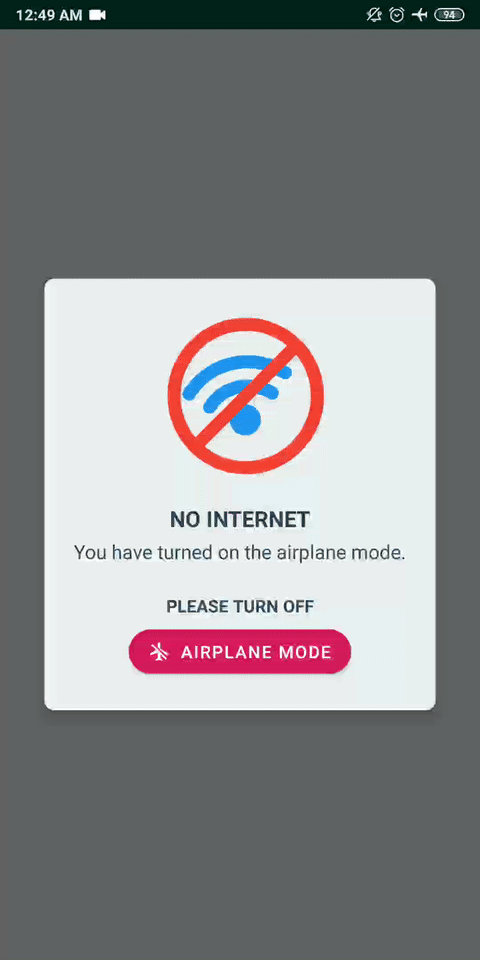 12:49 AM 94
NO INTERNET
You have turned on the airplane mode.
PLEASE TURN OFF
AIRPLANE MODE